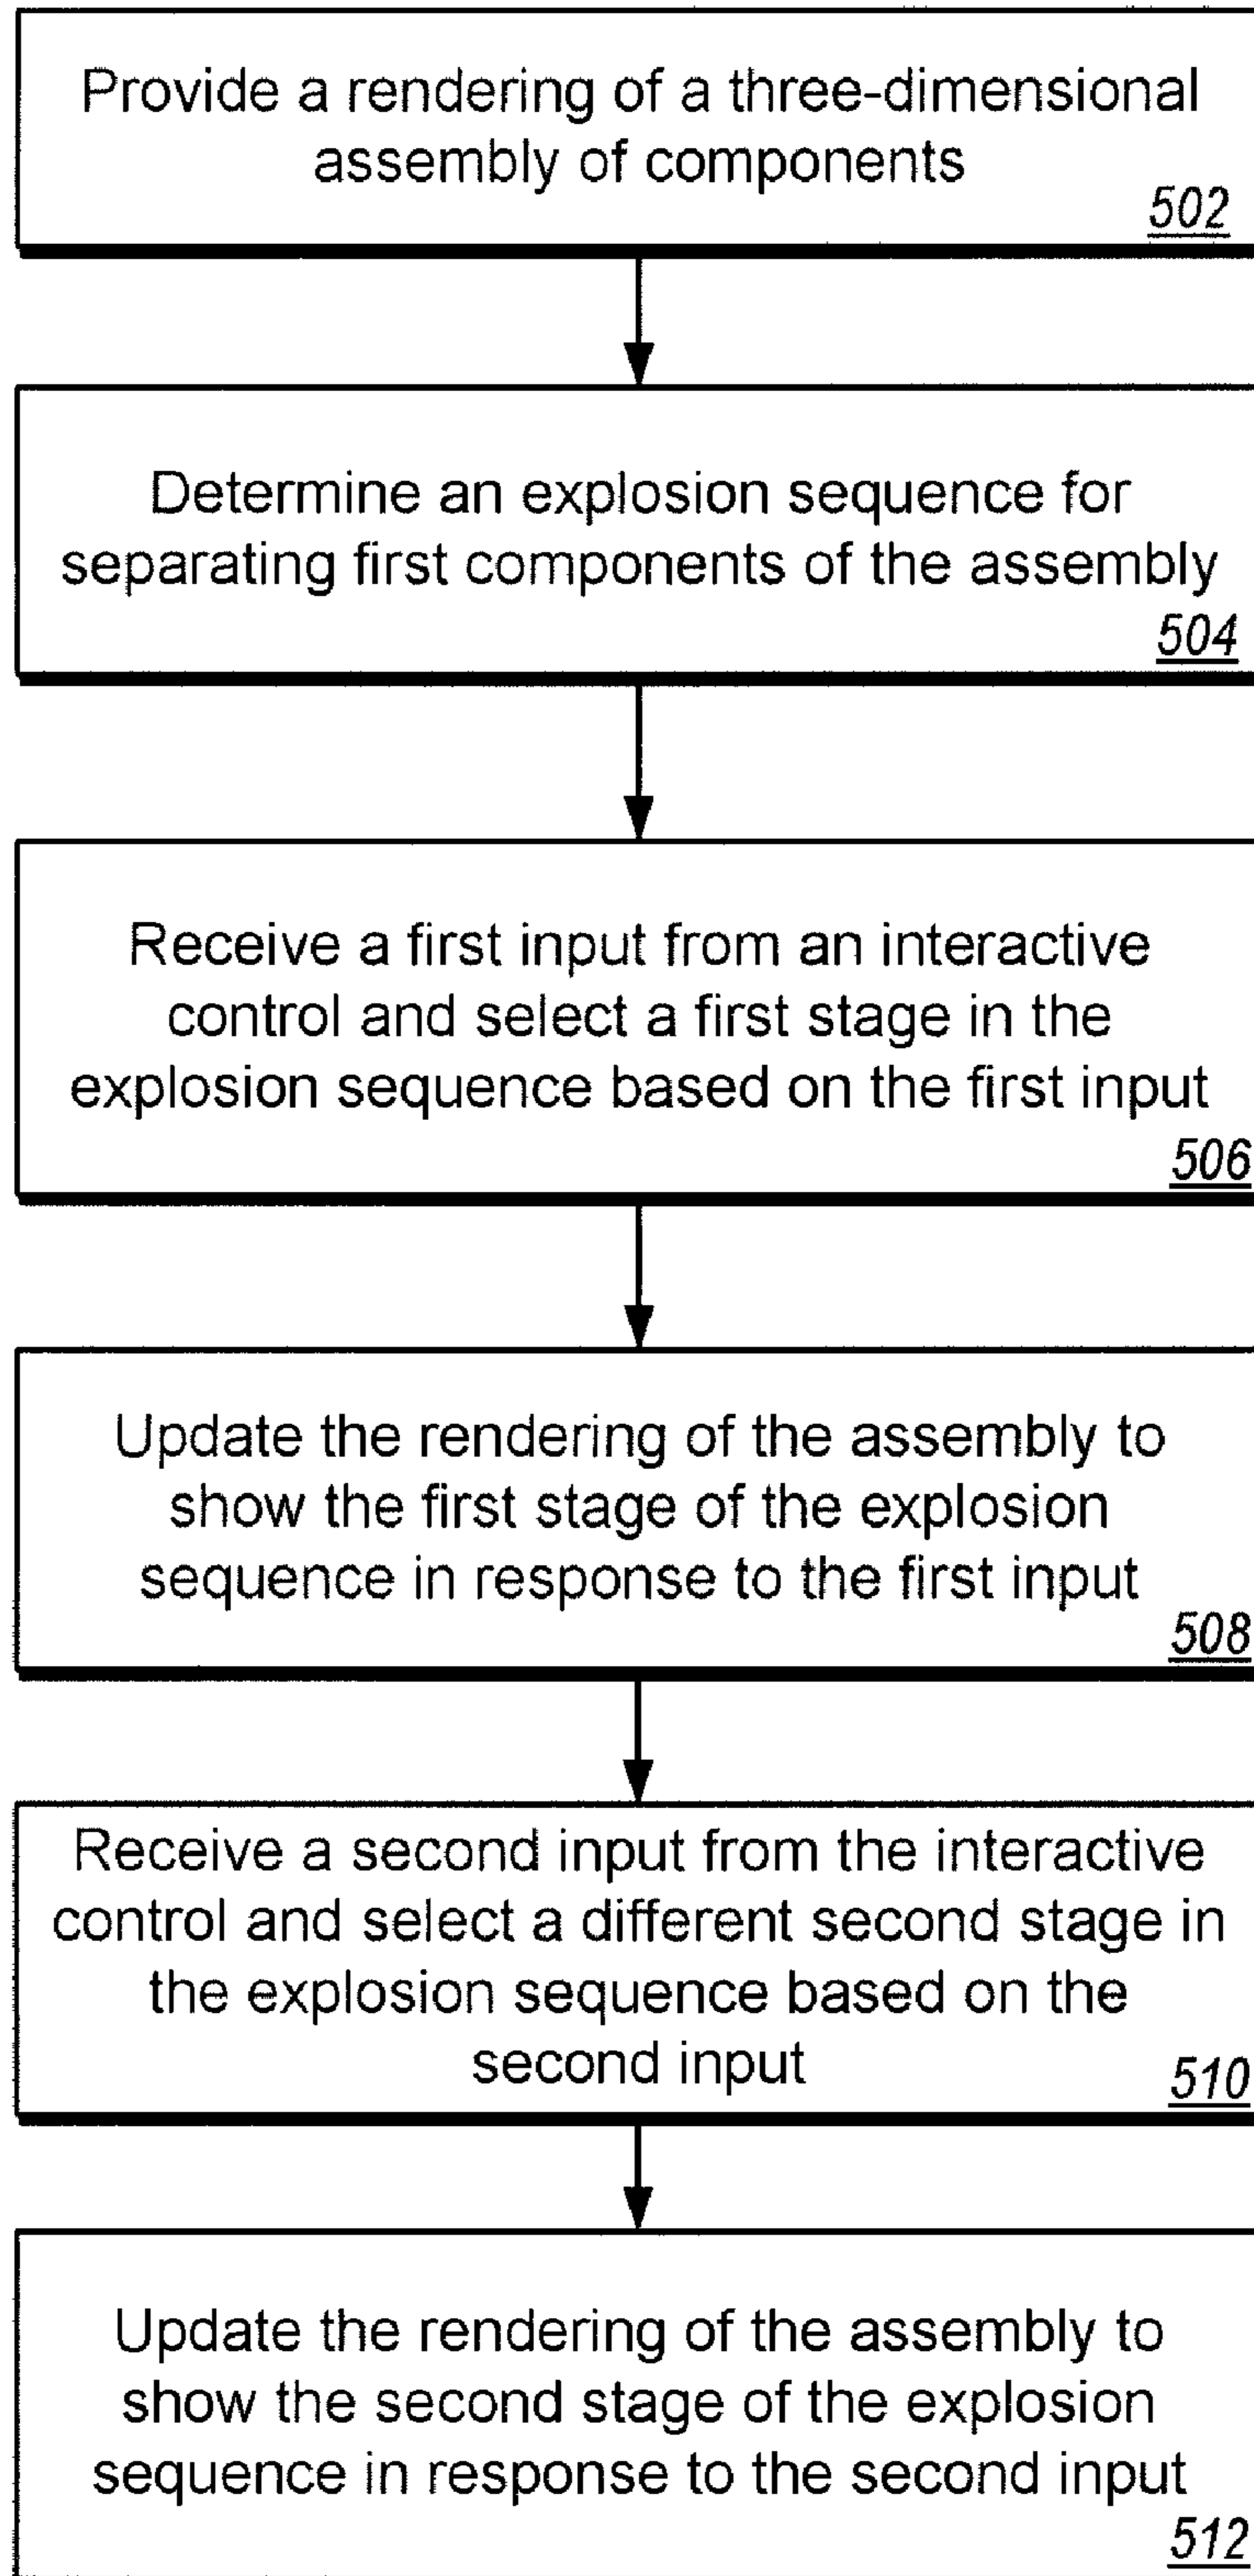 Provide a rendering of a three-dimensional
assembly of components
502
Determine an explosion sequence for
separating first components of the assembly
504
Receive a first input from an interactive
control and select a first stage in the
explosion sequence based on the first input
506
Update the rendering of the assembly to
show the first stage of the explosion
sequence in response to the first input
508
Receive a second input from the interactive
control and select a different second stage in
the explosion sequence based on the
second input
510
Update the rendering of the assembly to
show the second stage of the explosion
sequence in response to the second input
512